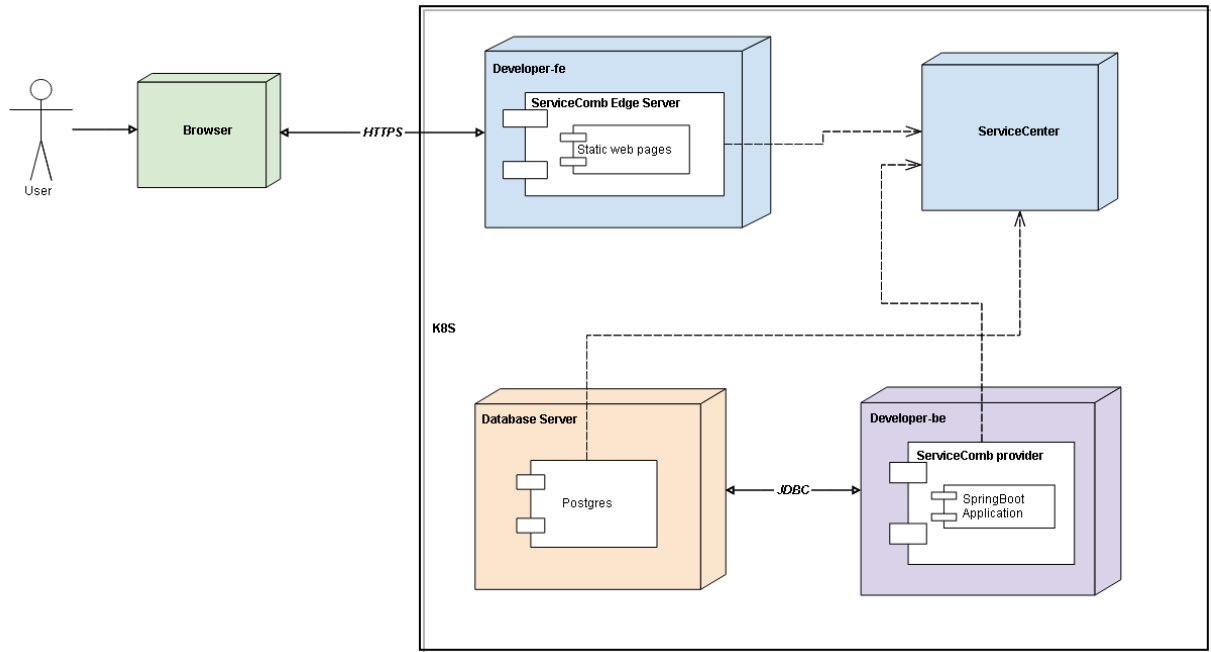 Developer-fe
ServiceComb Edge Server
Static web pages
ServiceCenter
Browser
HTTPS
User
K8S
Database Server
Postgres
JDBC
Developer-be
ServiceComb provider
SpringBoot
Application